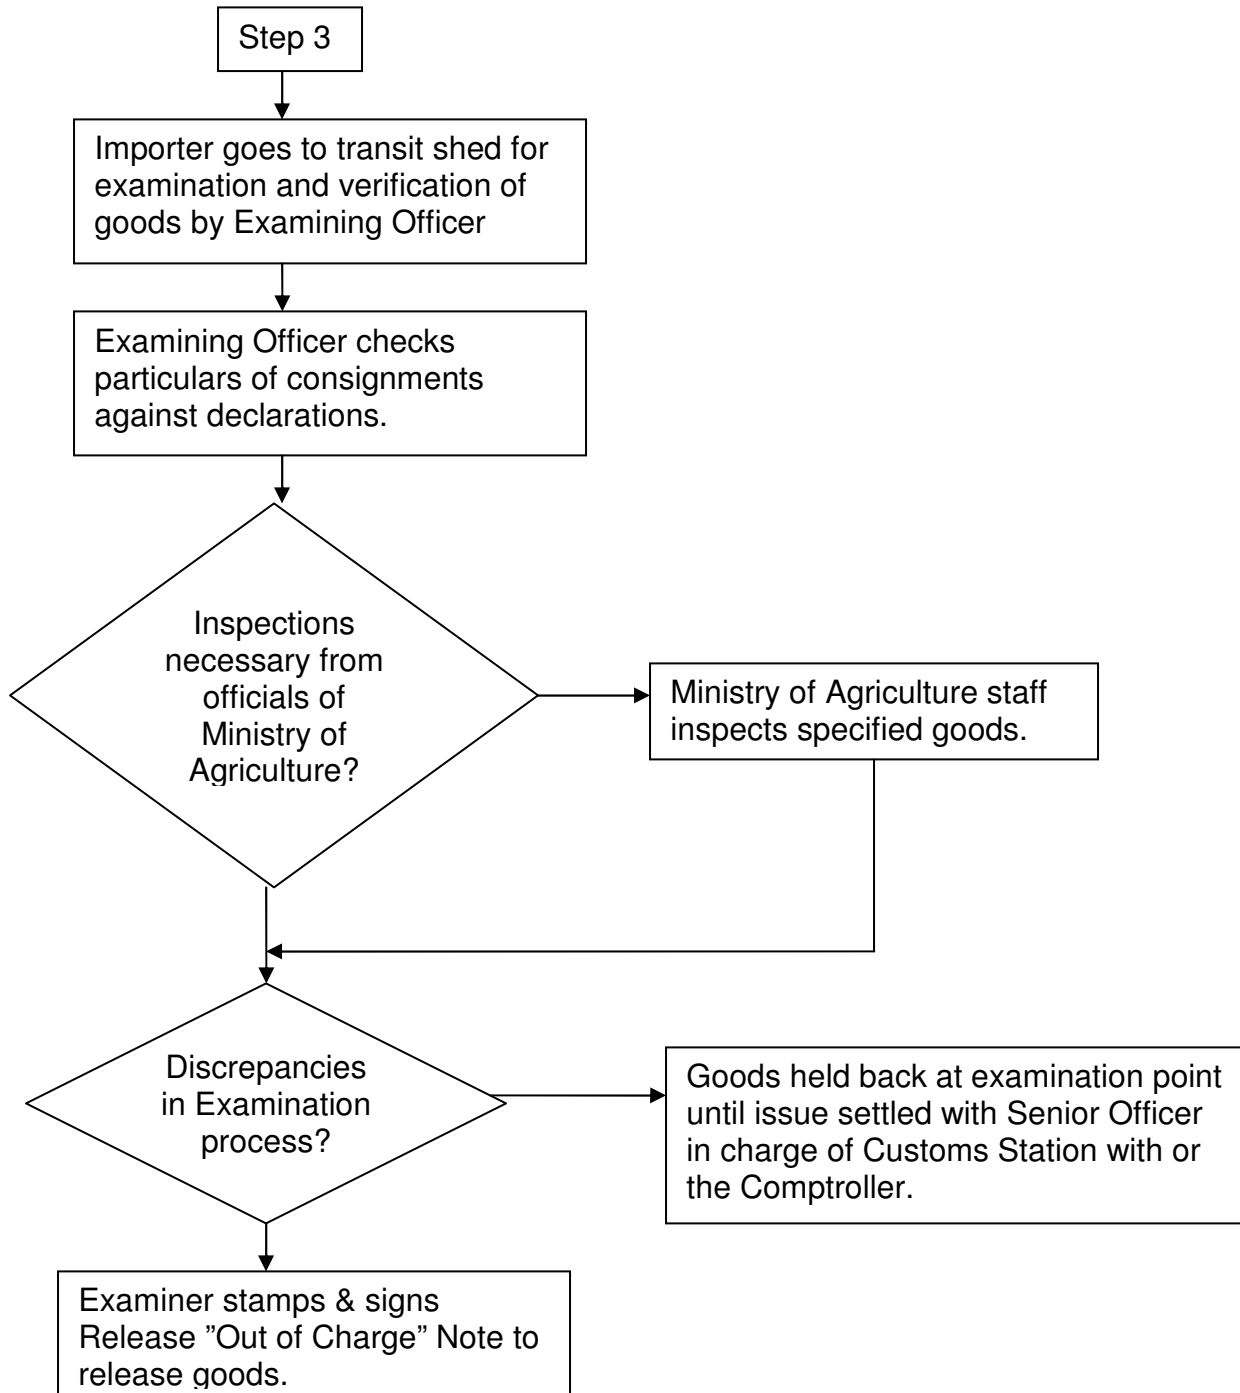 Step 3
Importer goes to transit shed for
examination and verification of
goods by Examining Officer
Examining Officer checks
particulars of consignments
against declarations.
Inspections
necessary from
officials of
Ministry of
Agriculture?
Ministry of Agriculture staff
inspects specified goods.
Discrepancies
in Examination
process?
Goods held back at examination point
until issue settled with Senior Officer
in charge of Customs Station with or
the Comptroller.
Examiner stamps & signs
Release ”Out of Charge” Note to
release goods.